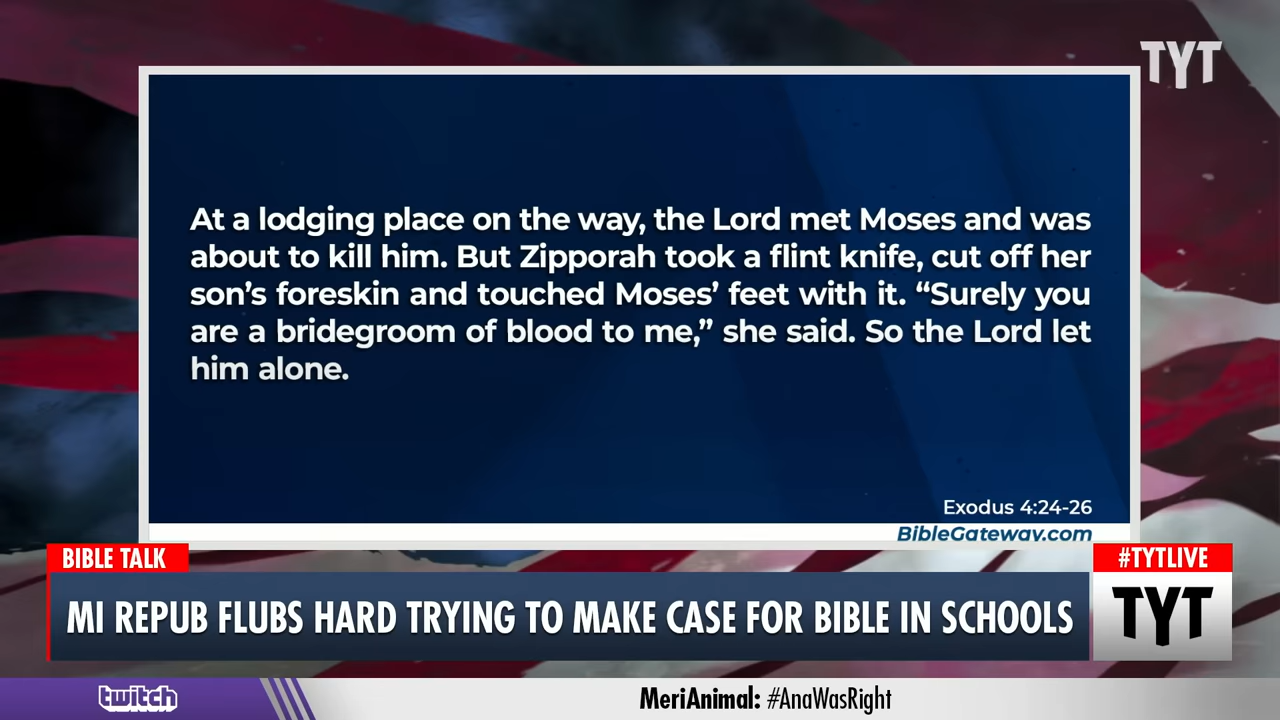 TYT
At a lodging place on the way, the Lord met Moses and was
about to kill him. But Zipporah took a flint knife, cut off her
son’s foreskin and touched Moses’ feet with it. “Surely you
are a bridegroom of blood to me,” she said. So the Lord let
him alone.
Exodus 4:24-26
BibleGateway.com
BIBLE TALK
#TYTLIVE
MI REPUB FLUBS HARD TRYING TO MAKE CASE FOR BIBLE IN SCHOOLS
TYT
twitch
MeriAnimal: #AnaWasRight